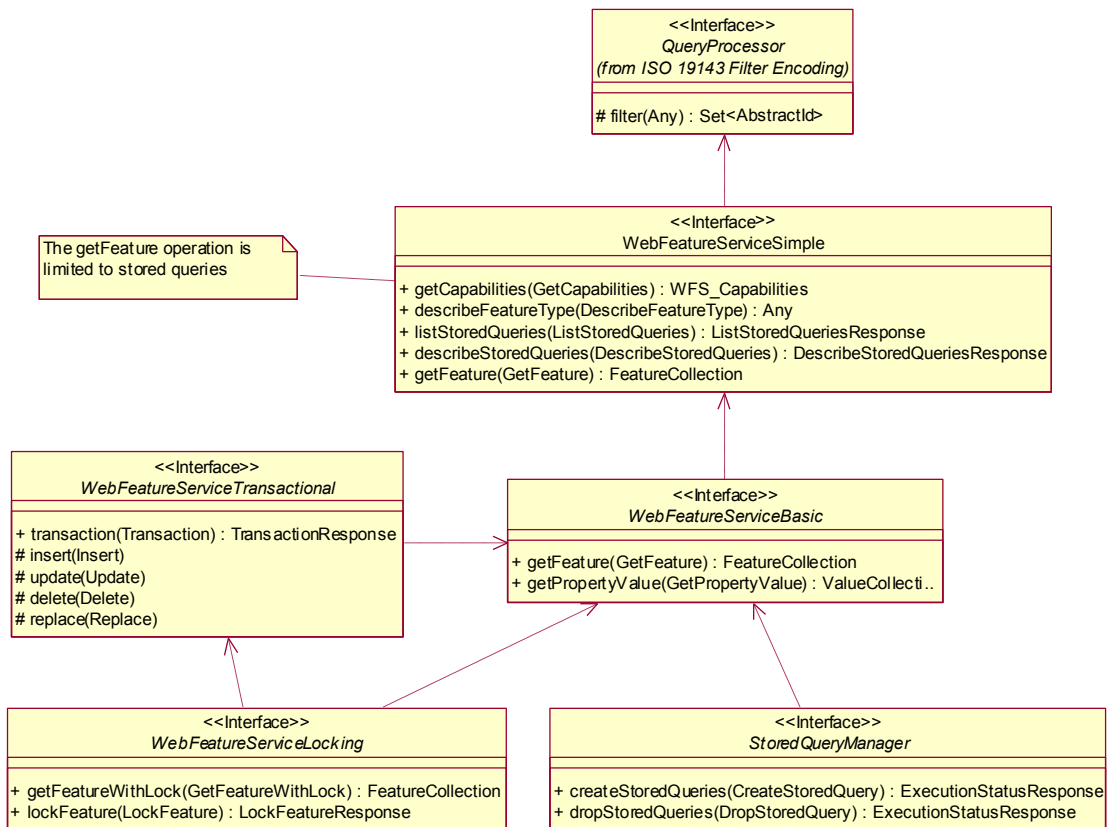 <<Interface>>
QueryProcessor
(from ISO 19143 Filter Encoding)
# filter(Any) : Set<AbstractId>
<<Interface>>
WebFeatureServiceSimple
+ getCapabilities(GetCapabilities) : WFS_Capabilities
+ describeFeatureType(DescribeFeatureType) : Any
+ listStoredQueries(ListStoredQueries) : ListStoredQueriesResponse
+ describeStoredQueries(DescribeStoredQueries) : DescribeStoredQueriesResponse
+ getFeature(GetFeature) : FeatureCollection
The getFeature operation is
limited to stored queries
<<Interface>>
WebFeatureServiceTransactional
+ transaction(Transaction) : TransactionResponse
# insert(Insert)
# update(Update)
# delete(Delete)
# replace(Replace)
<<Interface>>
WebFeatureServiceBasic
+ getFeature(GetFeature) : FeatureCollection
+ getPropertyValue(GetPropertyValue) : ValueCollecti..
<<Interface>>
WebFeatureServiceLocking
+ getFeatureWithLock(GetFeatureWithLock) : FeatureCollection
+ lockFeature(LockFeature) : LockFeatureResponse
<<Interface>>
StoredQueryManager
+ createStoredQueries(CreateStoredQuery) : ExecutionStatusResponse
+ dropStoredQueries(DropStoredQuery) : ExecutionStatusResponse